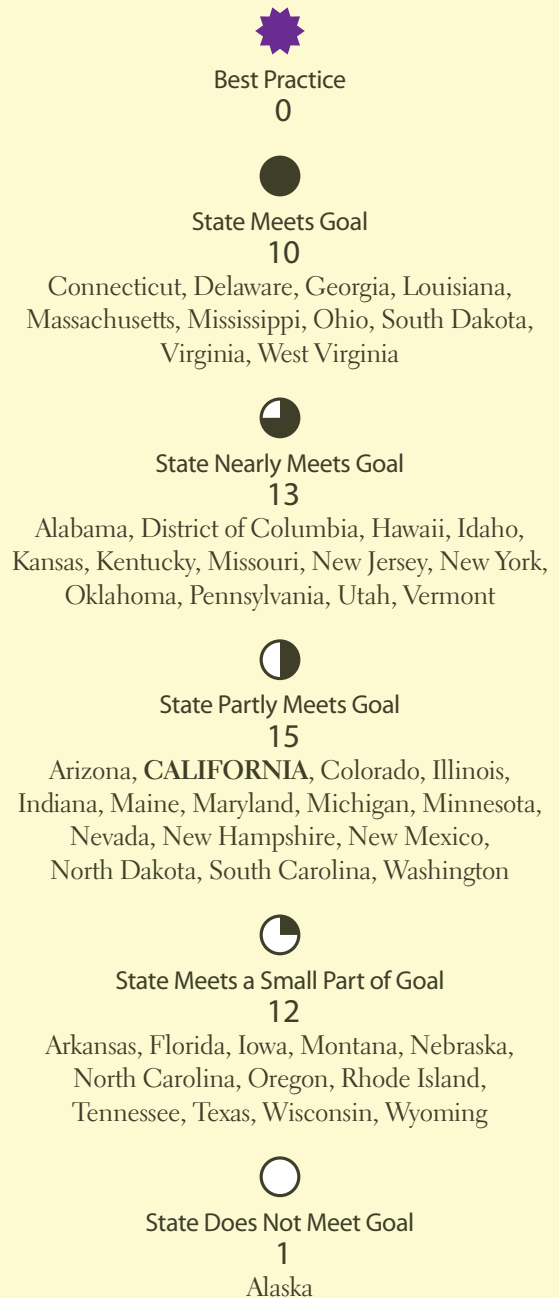 Best Practice
0
State Meets Goal
10
Connecticut, Delaware, Georgia, Louisiana,
Massachusetts, Mississippi, Ohio, South Dakota,
Virginia, West Virginia
State Nearly Meets Goal
13
Alabama, District of Columbia, Hawaii, Idaho,
Kansas, Kentucky, Missouri, New Jersey, New York,
Oklahoma, Pennsylvania, Utah, Vermont
State Partly Meets Goal
15
Arizona, CALIFORNIA, Colorado, Illinois,
Indiana, Maine, Maryland, Michigan, Minnesota,
Nevada, New Hampshire, New Mexico,
North Dakota, South Carolina, Washington
State Meets a Small Part of Goal
12
Arkansas, Florida, Iowa, Montana, Nebraska,
North Carolina, Oregon, Rhode Island,
Tennessee, Texas, Wisconsin, Wyoming
State Does Not Meet Goal
1
Alaska